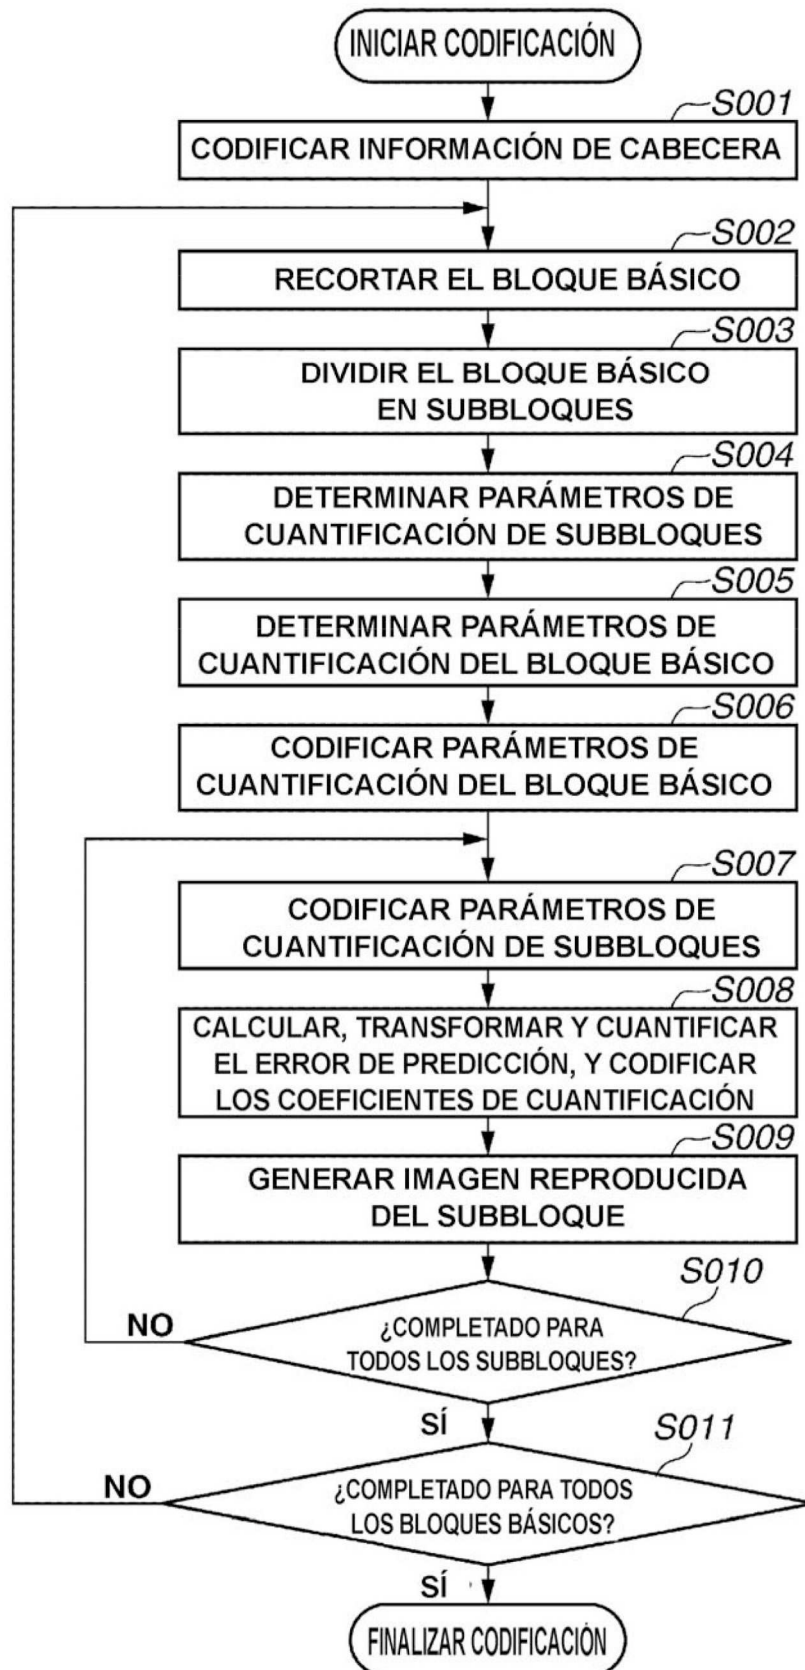 INICIAR CODIFICACIÓN
S001
CODIFICAR INFORMACIÓN DE CABECERA
S002
RECORTAR EL BLOQUE BÁSICO
S003
DIVIDIR EL BLOQUE BÁSICO
EN SUBBLOQUES
S004
DETERMINAR PARÁMETROS DE
CUANTIFICACIÓN DE SUBBLOQUES
S005
DETERMINAR PARÁMETROS DE
CUANTIFICACIÓN DEL BLOQUE BÁSICO
S006
CODIFICAR PARÁMETROS DE
CUANTIFICACIÓN DEL BLOQUE BÁSICO
S007
CODIFICAR PARÁMETROS DE
CUANTIFICACIÓN DE SUBBLOQUES
S008
CALCULAR, TRANSFORMAR Y CUANTIFICAR
EL ERROR DE PREDICCIÓN, Y CODIFICAR
LOS COEFICIENTES DE CUANTIFICACIÓN
S009
GENERAR IMAGEN REPRODUCIDA
DEL SUBBLOQUE
S010
NO
¿COMPLETADO PARA
TODOS LOS SUBBLOQUES?
SÍ
S011
NO
¿COMPLETADO PARA TODOS
LOS BLOQUES BÁSICOS?
SÍ
FINALIZAR CODIFICACIÓN